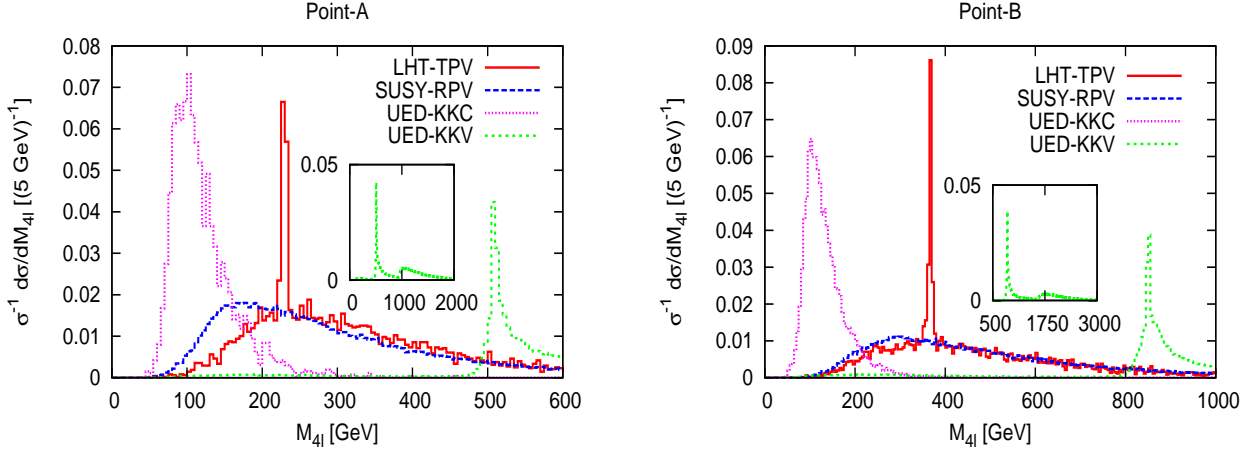 Point-A
σ⁻¹ dσ/dM4l [(5 GeV)⁻¹]
0.08
0.07
0.06
0.05
0.04
0.03
0.02
0.01
0
LHT-TPV
SUSY-RPV
UED-KKC
UED-KKV
0.05
0
0 1000 2000
0 100 200 300 400 500 600
M4l [GeV]
Point-B
σ⁻¹ dσ/dM4l [(5 GeV)⁻¹]
0.09
0.08
0.07
0.06
0.05
0.04
0.03
0.02
0.01
0
LHT-TPV
SUSY-RPV
UED-KKC
UED-KKV
0.05
0
500 1750 3000
0 200 400 600 800 1000
M4l [GeV]